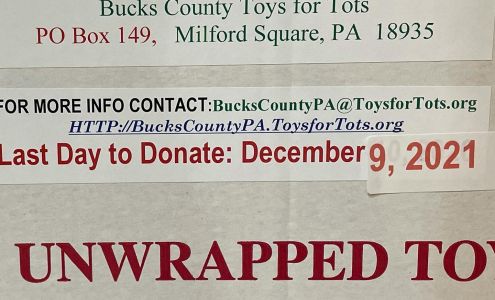 Bucks County Toys for Tots
PO Box 149, Milford Square, PA 18935
FOR MORE INFO CONTACT:BucksCountyPA@ToysforTots.org
HTTP://BucksCountyPA.ToysforTots.org
Last Day to Donate: December 9, 2021
UNWRAPPED TOY